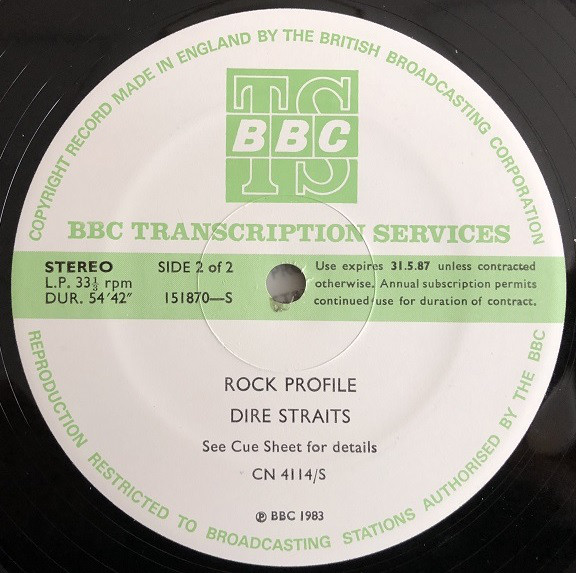 COPYRIGHT RECORD MADE IN ENGLAND BY THE BRITISH BROADCASTING CORPORATION
TS
BBC
BBC TRANSCRIPTION SERVICES
STEREO
L.P. 33⅓ rpm
DUR. 54'42"
SIDE 2 of 2
151870—S
Use expires 31.5.87 unless contracted
otherwise. Annual subscription permits
continued use for duration of contract.
ROCK PROFILE
DIRE STRAITS
See Cue Sheet for details
CN 4114/S
℗ BBC 1983
REPRODUCTION RESTRICTED TO BROADCASTING STATIONS AUTHORISED BY THE BBC